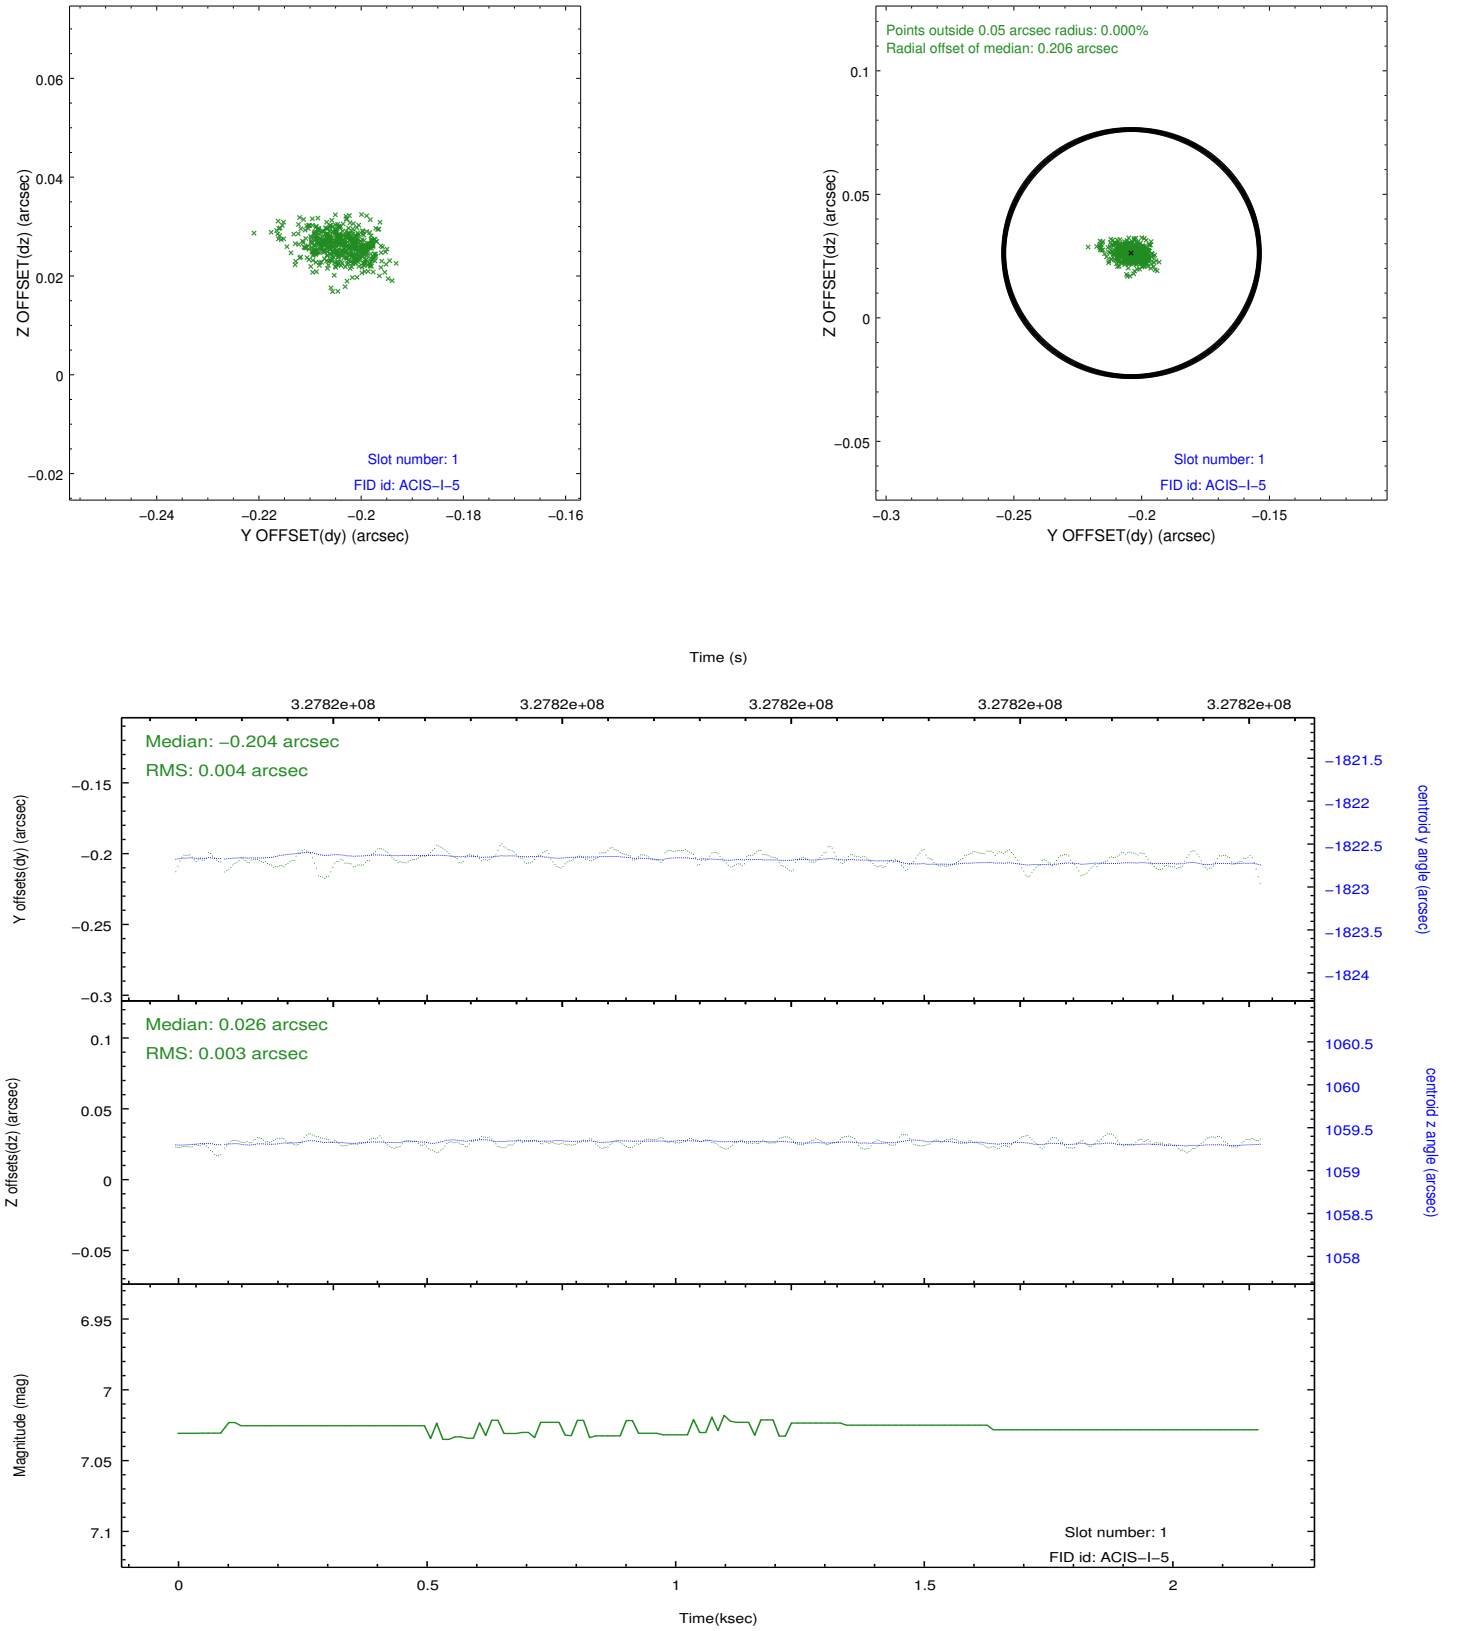 0.06
0.04
0.02
0
−0.02
Z OFFSET(dz) (arcsec)
Slot number: 1
FID id: ACIS−I−5
−0.24 −0.22 −0.2 −0.18 −0.16
Y OFFSET(dy) (arcsec)
Points outside 0.05 arcsec radius: 0.000%
Radial offset of median: 0.206 arcsec
0.1
0.05
0
−0.05
Z OFFSET(dz) (arcsec)
Slot number: 1
FID id: ACIS−I−5
−0.3 −0.25 −0.2 −0.15
Y OFFSET(dy) (arcsec)
Time (s)
3.2782e+08 3.2782e+08 3.2782e+08 3.2782e+08 3.2782e+08
Median: −0.204 arcsec
RMS: 0.004 arcsec
−0.15
−0.2
−0.25
−0.3
Y offsets(dy) (arcsec)
−1821.5
−1822
−1822.5
−1823
−1823.5
−1824
centroid y angle (arcsec)
Median: 0.026 arcsec
RMS: 0.003 arcsec
0.1
0.05
0
−0.05
Z offsets(dz) (arcsec)
1060.5
1060
1059.5
1059
1058.5
1058
centroid z angle (arcsec)
6.95
7
7.05
7.1
Magnitude (mag)
Slot number: 1
FID id: ACIS−I−5
0 0.5 1 1.5 2
Time(ksec)